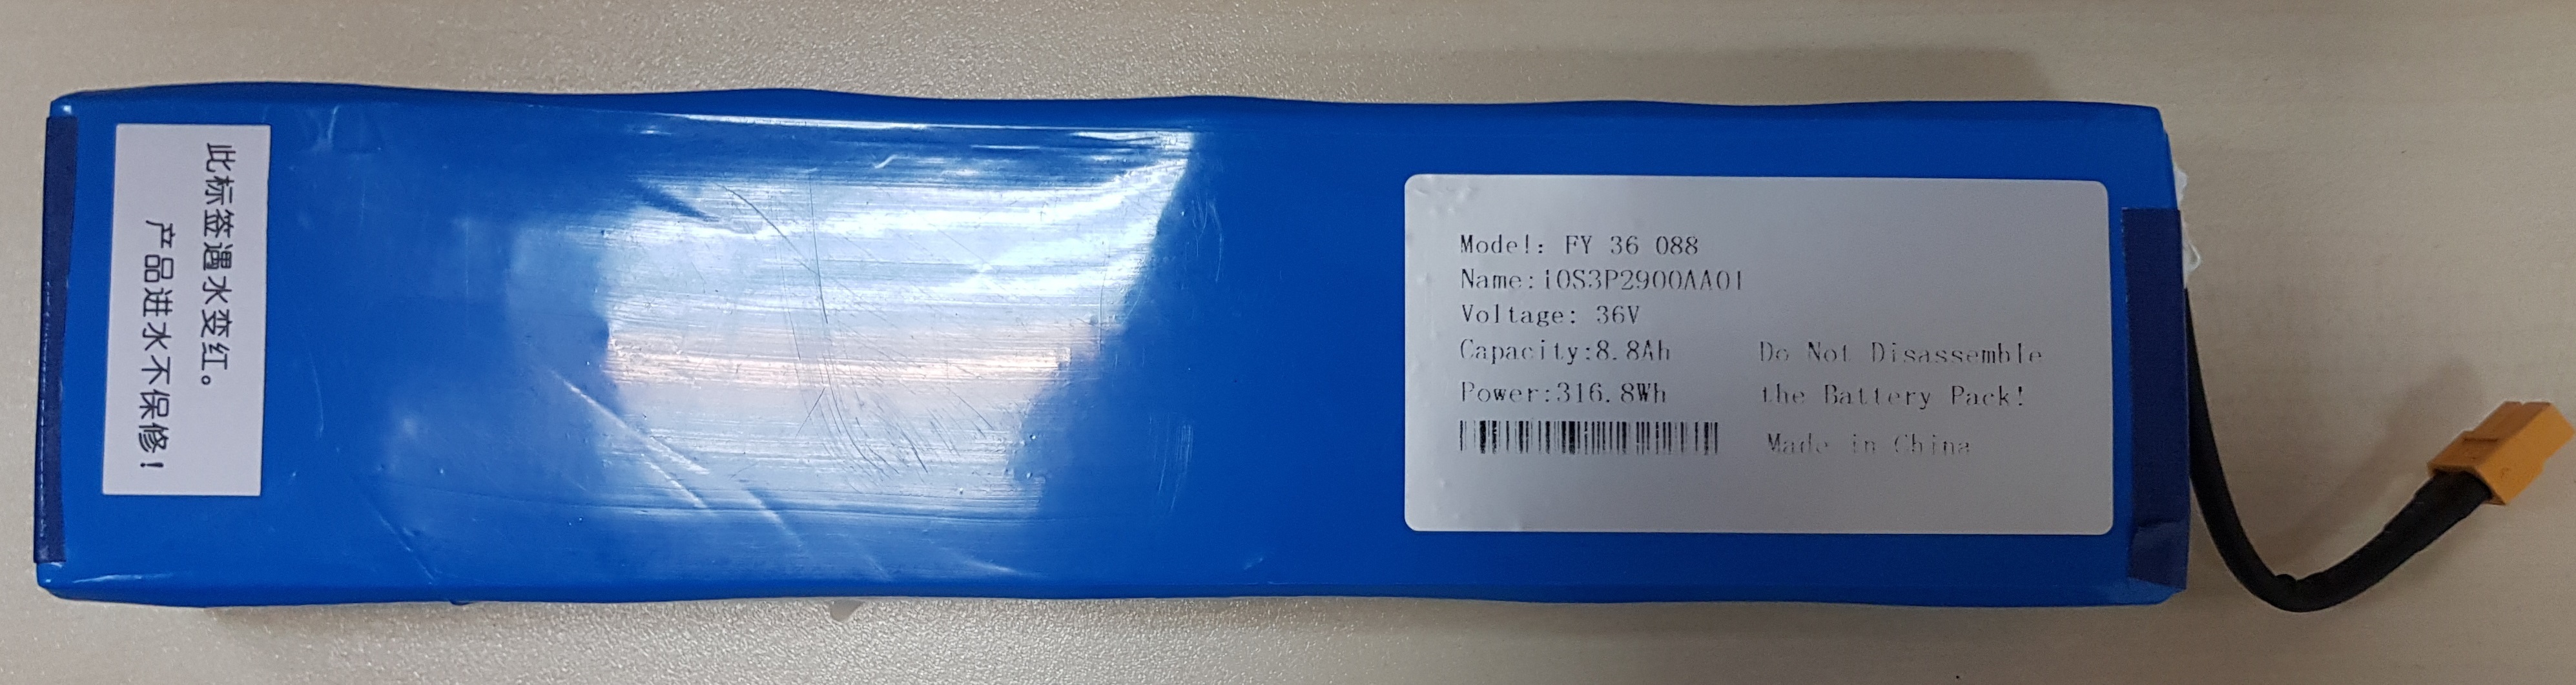 此标签遇水变红。
产品进水不保修！
Model: FY 36 088
Name:i0S3P2900AA01
Voltage: 36V
Capacity:8.8Ah
Power:316.8Wh
Do Not Disassemble
the Battery Pack!
Made in China